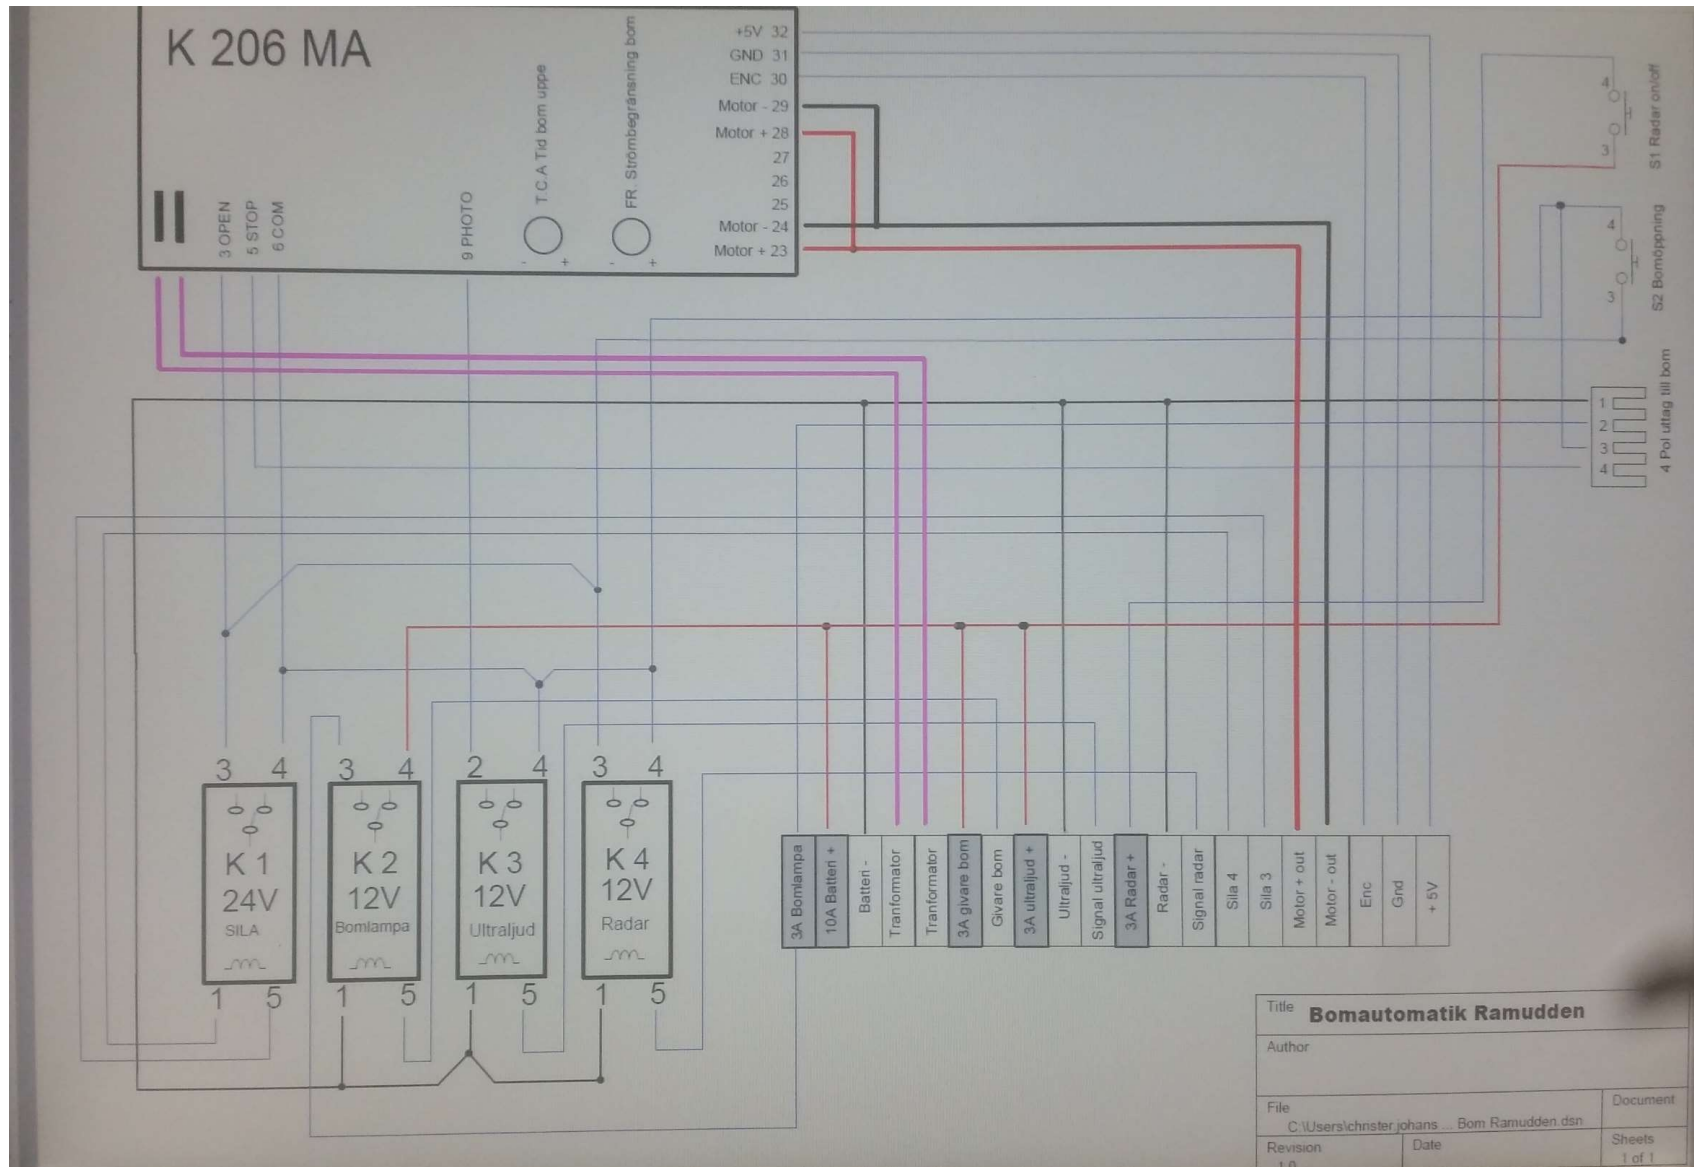 K 206 MA
3 OPEN
5 STOP
6 COM
9 PHOTO
T.C.A Tid bom uppe
- +
FR. Strömbegränsning bom
- +
+5V 32
GND 31
ENC 30
Motor - 29
Motor + 28
27
26
25
Motor - 24
Motor + 23
4
3
S1 Radar on/off
4
3
S2 Bomöppning
1
2
3
4
4 Pol uttag till bom
3 4
K 1
24V
SILA
1 5
3 4
K 2
12V
Bomlampa
1 5
2 4
K 3
12V
Ultraljud
1 5
3 4
K 4
12V
Radar
1 5
3A Bomlampa
10A Batteri +
Batteri -
Tranformator
Tranformator
3A givare bom
Givare bom
3A ultraljud +
Ultraljud -
Signal ultraljud
3A Radar +
Radar -
Signal radar
Sila 4
Sila 3
Motor + out
Motor - out
Enc
Gnd
+ 5V
Title Bomautomatik Ramudden
Author
File
C:\Users\christer.johans ... Bom Ramudden.dsn
Document
Revision
1.0
Date
Sheets
1 of 1